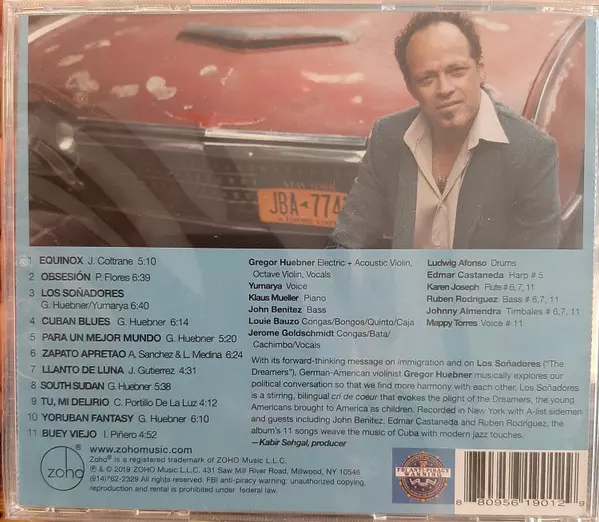 NEW YORK
JBA 774
1 EQUINOX J. Coltrane 5:10
2 OBSESIÓN P. Flores 6:39
3 LOS SOÑADORES
G. Huebner/Yumarya 6:40
4 CUBAN BLUES G. Huebner 6:14
5 PARA UN MEJOR MUNDO G. Huebner 5:20
6 ZAPATO APRETAO A. Sanchez & L. Medina 6:24
7 LLANTO DE LUNA J. Gutierrez 4:31
8 SOUTH SUDAN G. Huebner 5:38
9 TU, MI DELIRIO C. Portillo De La Luz 4:12
10 YORUBAN FANTASY G. Huebner 6:10
11 BUEY VIEJO I. Piñero 4:52
Gregor Huebner Electric + Acoustic Violin,
Octave Violin, Vocals
Yumarya Voice
Klaus Mueller Piano
John Benitez Bass
Louie Bauzo Congas/Bongos/Quinto/Caja
Jerome Goldschmidt Congas/Bata/
Cachimbo/Vocals
Ludwig Afonso Drums
Edmar Castaneda Harp # 5
Karen Joseph Flute # 6, 7, 11
Ruben Rodriguez Bass # 6,7, 11
Johnny Almendra Timbales # 6,7, 11
Mappy Torres Voice # 11
With its forward-thinking message on immigration and on Los Soñadores ("The
Dreamers"), German-American violinist Gregor Huebner musically explores our
political conversation so that we find more harmony with each other. Los Soñadores
is a stirring, bilingual cri de coeur that evokes the plight of the Dreamers, the young
Americans brought to America as children. Recorded in New York with A-list sidemen
and guests including John Benitez, Edmar Castaneda and Ruben Rodriguez, the
album's 11 songs weave the music of Cuba with modern jazz touches.
—Kabir Sehgal, producer
zoho
www.zohomusic.com
Zoho® is a registered trademark of ZOHO Music L.L.C.
℗ & © 2019 ZOHO Music L.L.C. 431 Saw Mill River Road, Millwood, NY 10546
(914)762-2329 All rights reserved. FBI anti-piracy warning: unauthorized copying,
reproduction and rental is prohibited under federal law.
FBI ANTI-PIRACY
WARNING
8 80956 19012 9